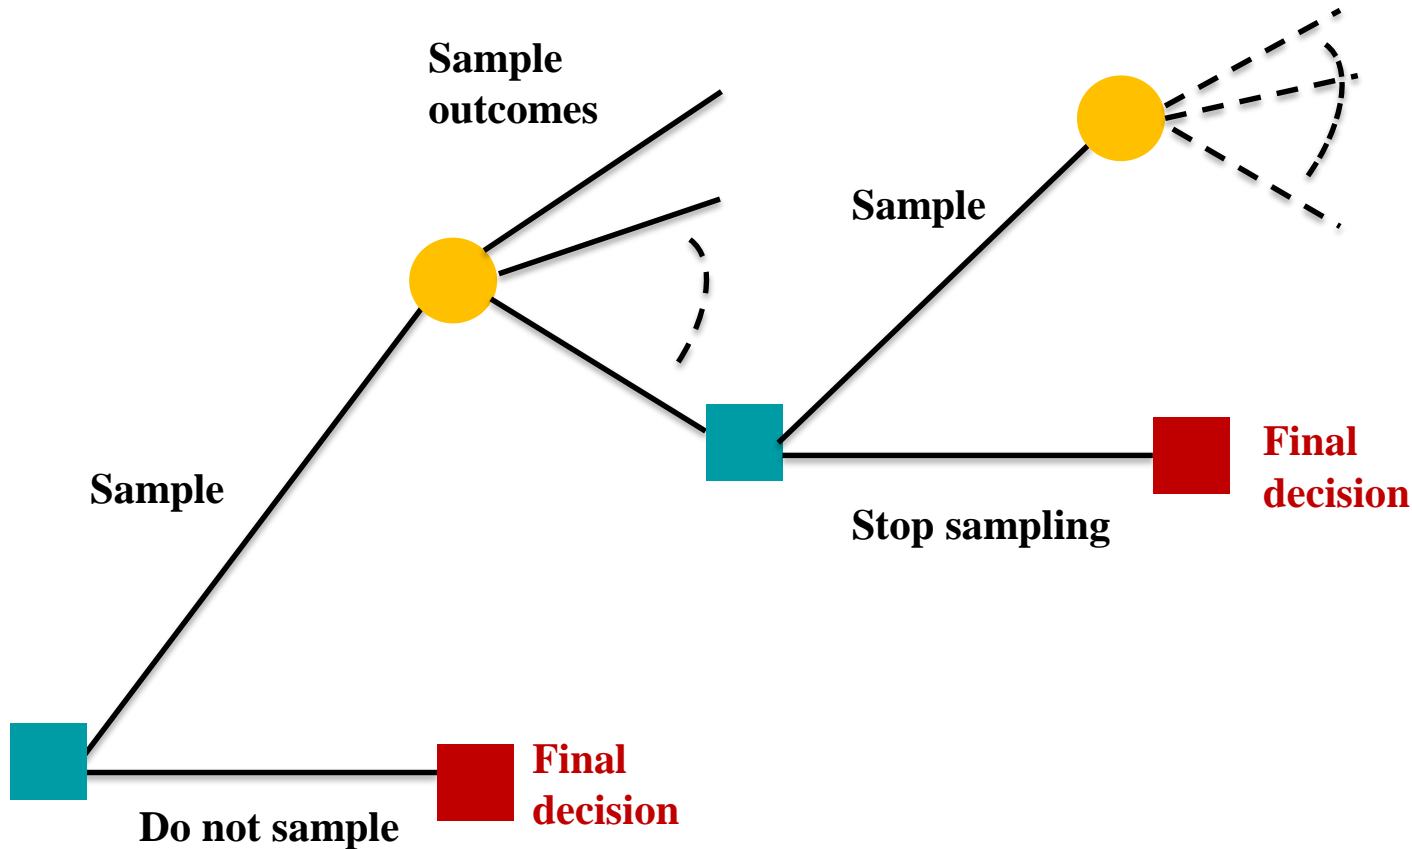 Sample
outcomes
Sample
Sample
Final
decision
Stop sampling
Final
decision
Do not sample